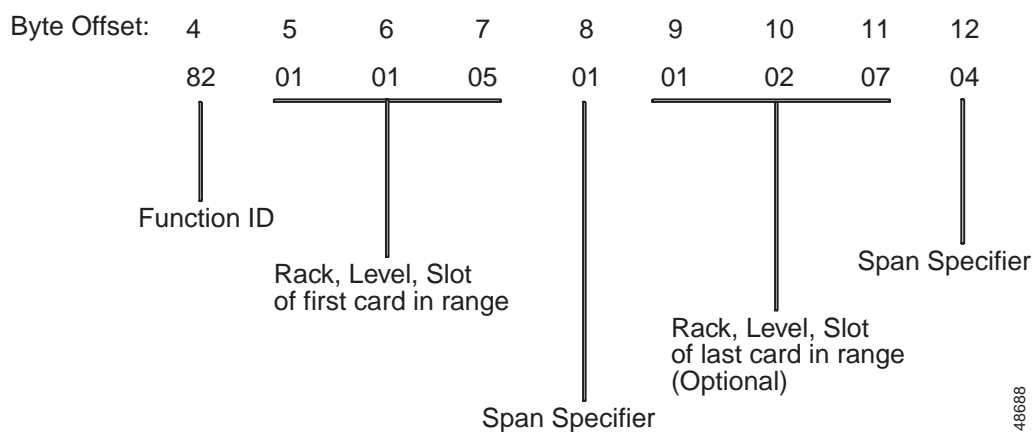 Byte Offset: 4 5 6 7 8 9 10 11 12
82 01 01 05 01 01 02 07 04
Function ID
Rack, Level, Slot
of first card in range
Span Specifier
Rack, Level, Slot
of last card in range
(Optional)
Span Specifier
48688